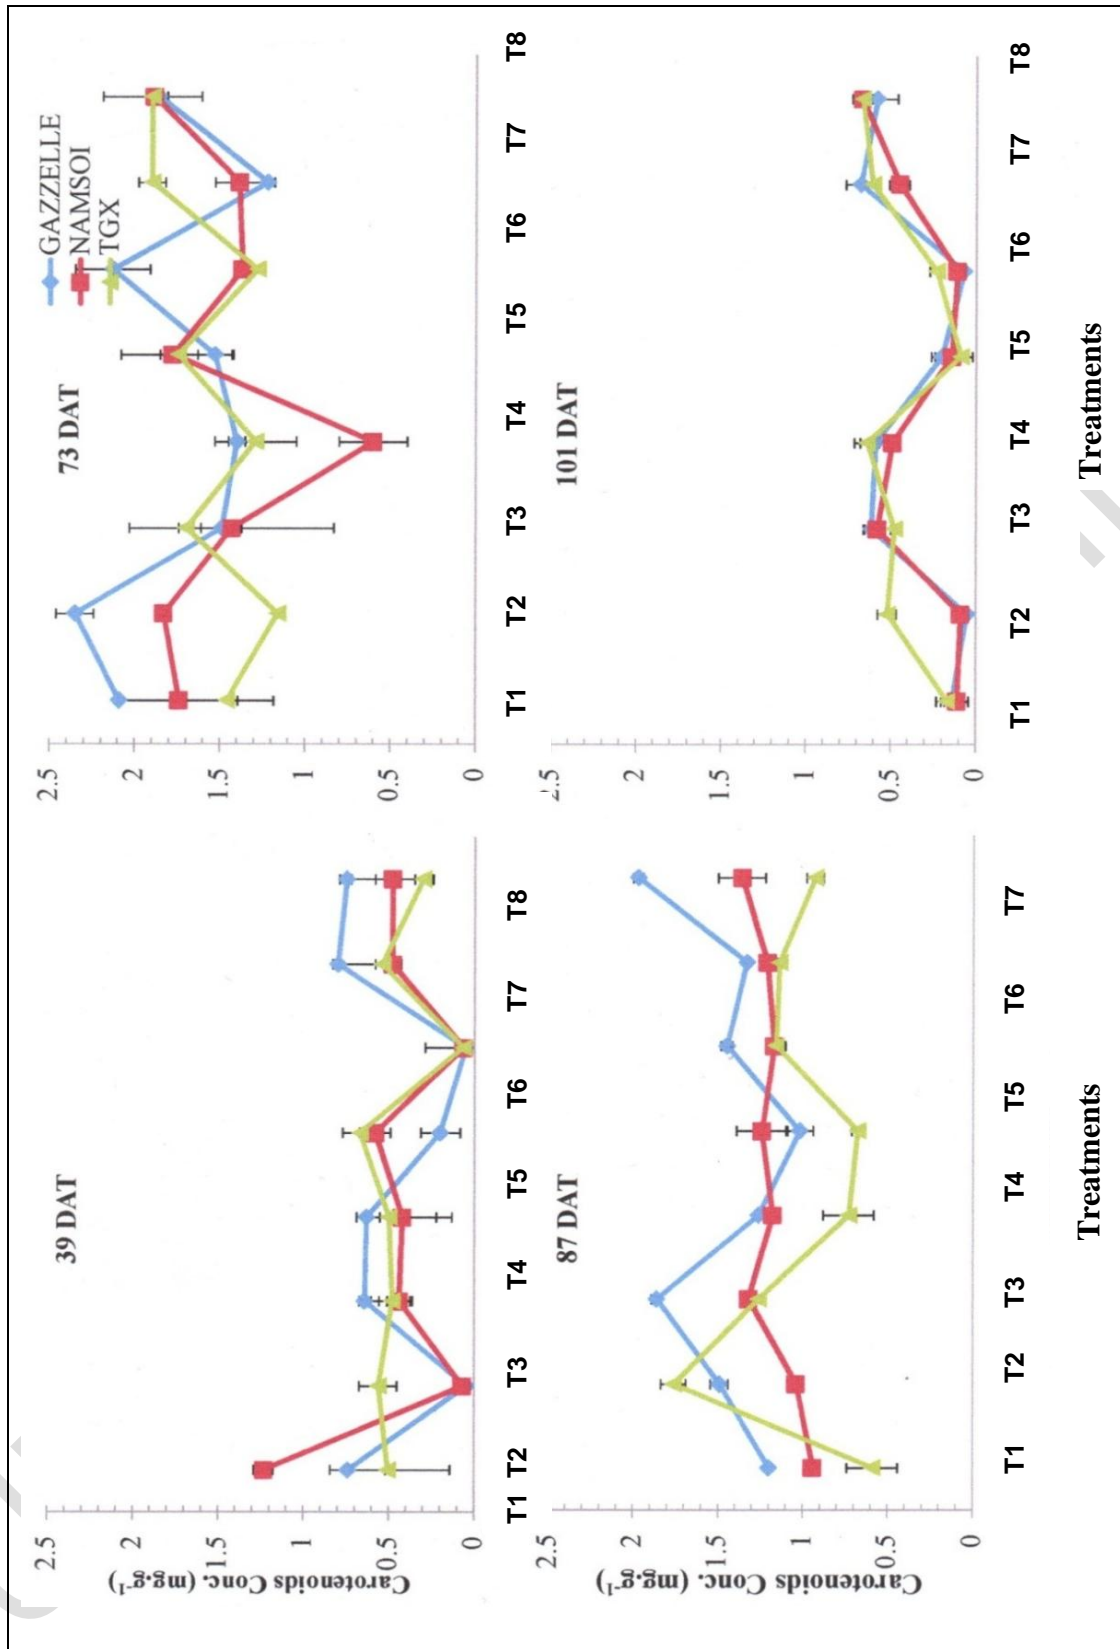 Carotenoids Conc. (mg.g⁻¹)
39 DAT
2.5
2
1.5
1
0.5
0
T1 T2 T3 T4 T5 T6 T7 T8
73 DAT
GAZZELLE
NAMSOI
TGX
2.5
2
1.5
1
0.5
0
T1 T2 T3 T4 T5 T6 T7 T8
Carotenoids Conc. (mg.g⁻¹)
87 DAT
2.5
2
1.5
1
0.5
0
T1 T2 T3 T4 T5 T6 T7
Treatments
101 DAT
2.5
2
1.5
1
0.5
0
T1 T2 T3 T4 T5 T6 T7 T8
Treatments